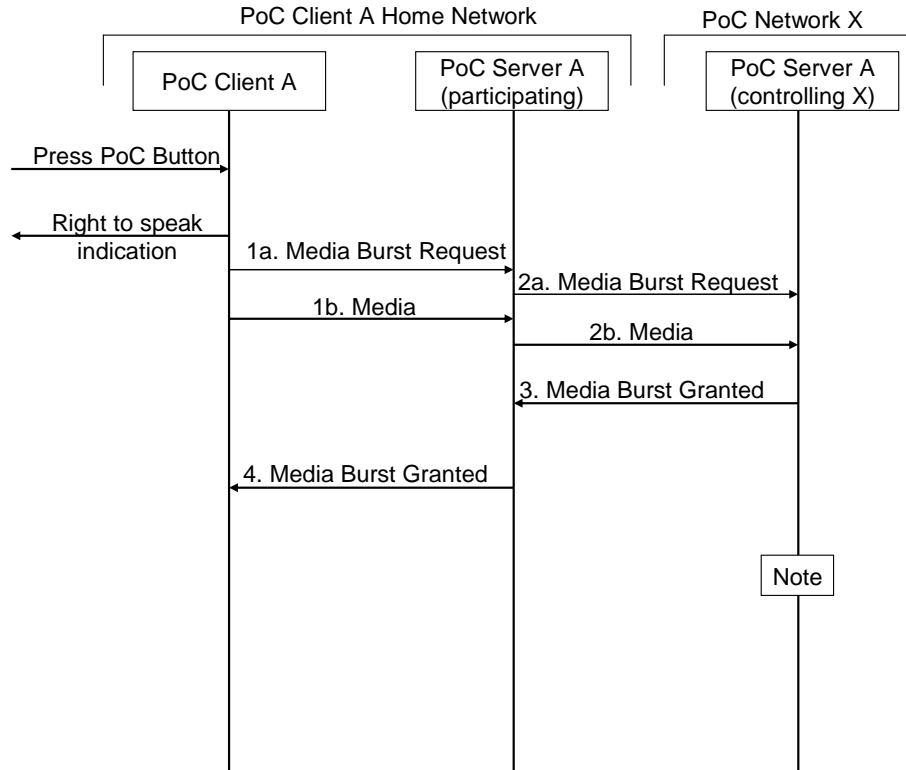 PoC Client A Home Network
PoC Network X
PoC Client A
PoC Server A
(participating)
PoC Server A
(controlling X)
Press PoC Button
Right to speak
indication
1a. Media Burst Request
2a. Media Burst Request
1b. Media
2b. Media
3. Media Burst Granted
4. Media Burst Granted
Note